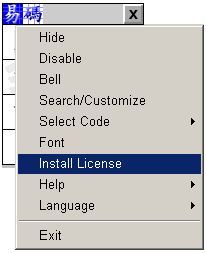 易碼
Hide
Disable
Bell
Search/Customize
Select Code
Font
Install License
Help
Language
Exit